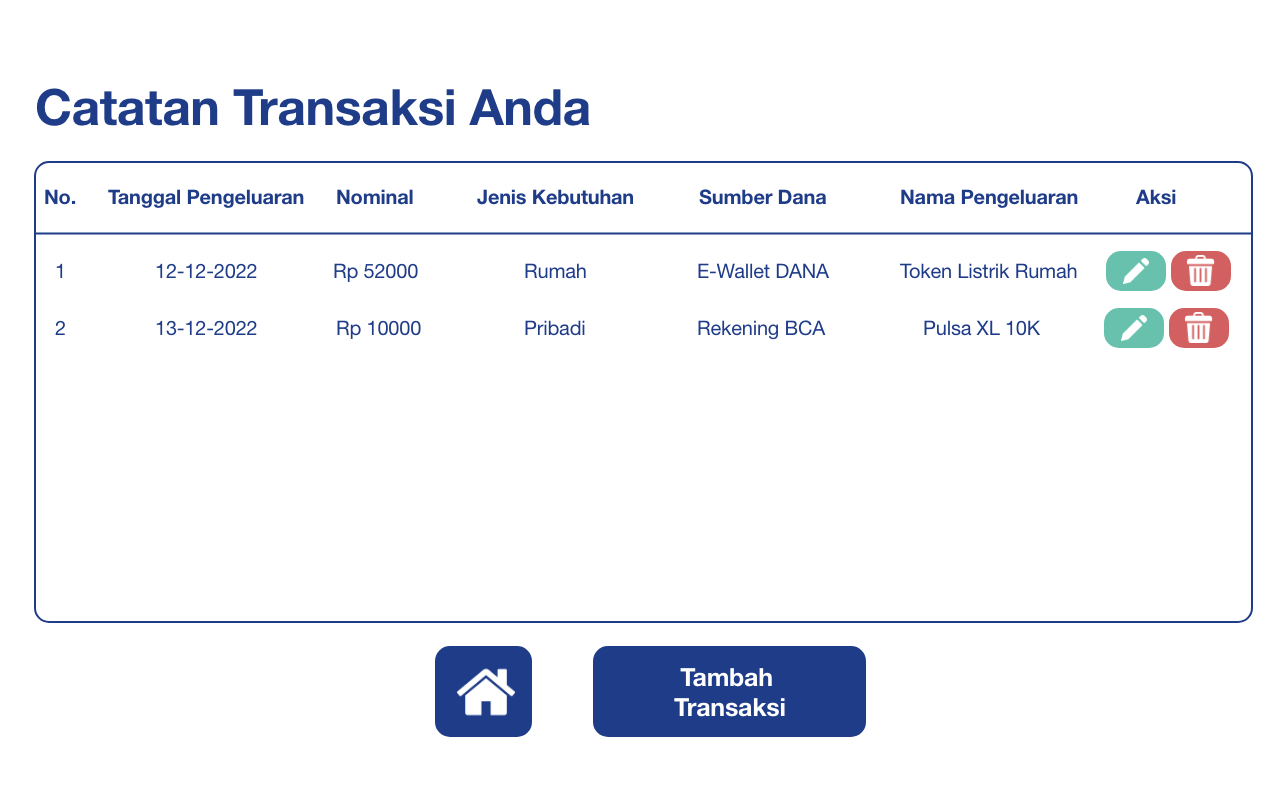 Catatan Transaksi Anda
No. Tanggal Pengeluaran Nominal Jenis Kebutuhan Sumber Dana Nama Pengeluaran Aksi
1 12-12-2022 Rp 52000 Rumah E-Wallet DANA Token Listrik Rumah
2 13-12-2022 Rp 10000 Pribadi Rekening BCA Pulsa XL 10K
Tambah
Transaksi